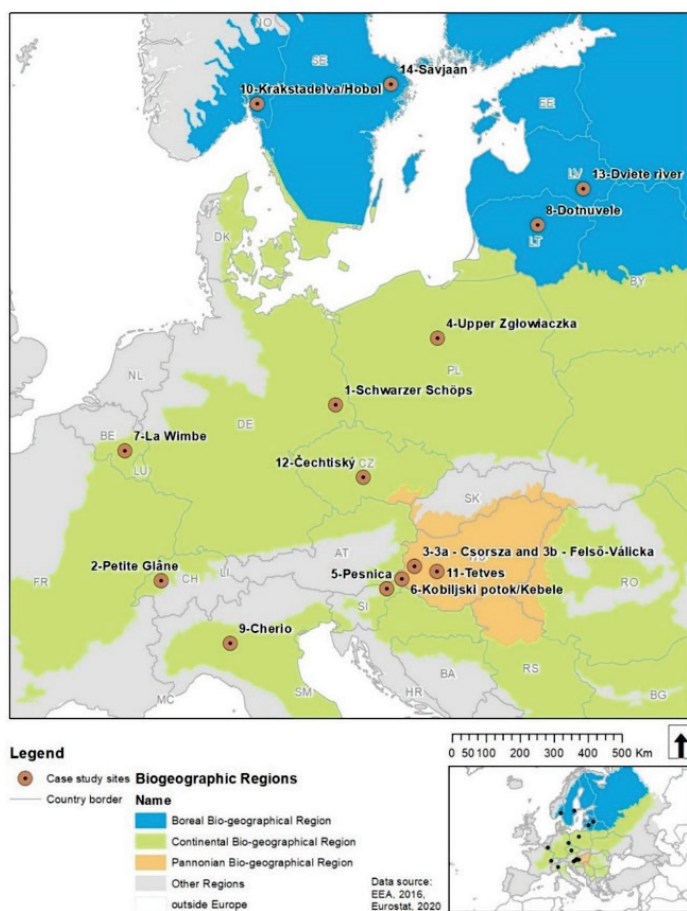 NO
SE
14-Savjaån
10-Kråkstadelva/Hobøl
EE
LV
13-Dviete river
8-Dotnuvele
LT
DK
BY
4-Upper Zglowiaczka
PL
NL
1-Schwarzer Schöps
DE
BE
7-La Wimbe
LU
12-Čechtiský
CZ
SK
3-3a - Csorsza and 3b - Felső-Válicka
HU
AT
2-Petite Glâne
CH
LI
5-Pesnica
11-Tetves
FR
6-Kobiljski potok/Kebele
RO
SI
9-Cherio
HR
BA
RS
MC
SM
BG
Legend
0 50 100 200 300 400 500 Km
Case study sites
Biogeographic Regions
Country border
Name
Boreal Bio-geographical Region
Continental Bio-geographical Region
Pannonian Bio-geographical Region
Other Regions
outside Europe
Data source:
EEA, 2016,
Eurostat, 2020